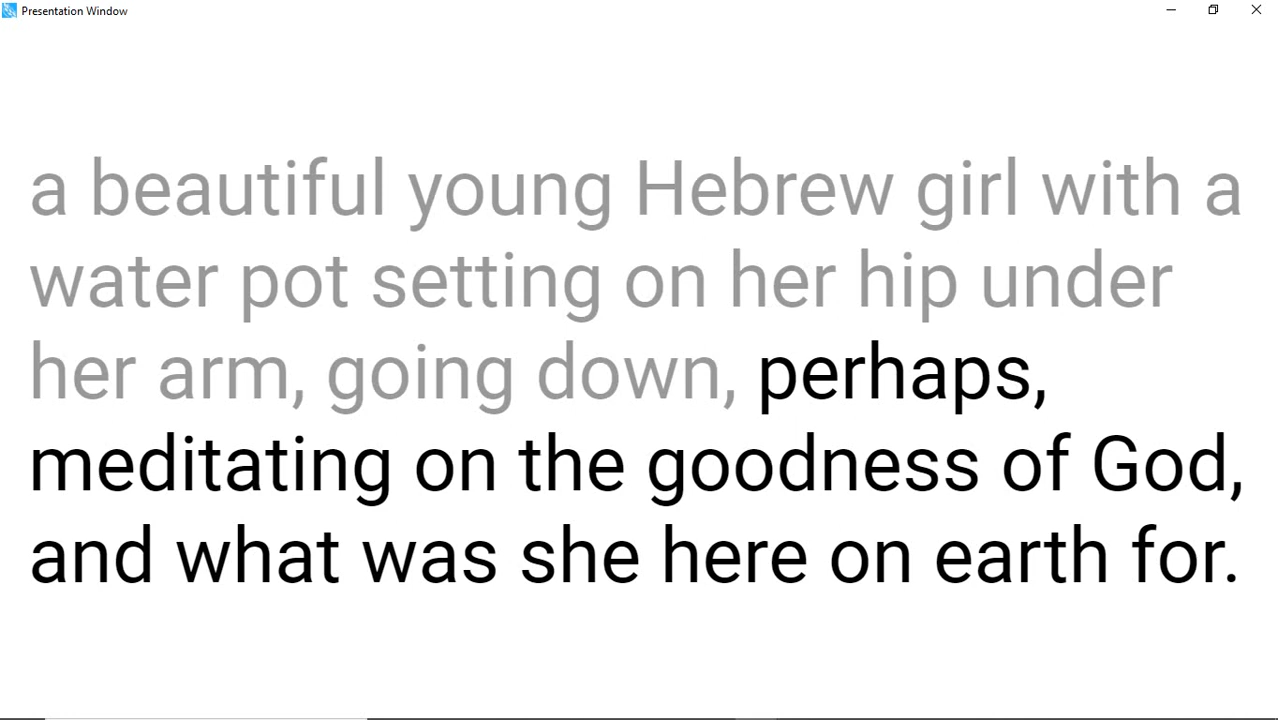 Presentation Window
a beautiful young Hebrew girl with a
water pot setting on her hip under
her arm, going down, perhaps,
meditating on the goodness of God,
and what was she here on earth for.